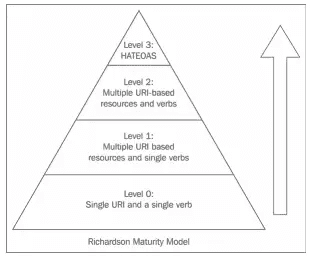 Level 3:
HATEOAS
Level 2:
Multiple URI-based
resources and verbs
Level 1:
Multiple URI based
resources and single verbs
Level 0:
Single URI and a single verb
Richardson Maturity Model